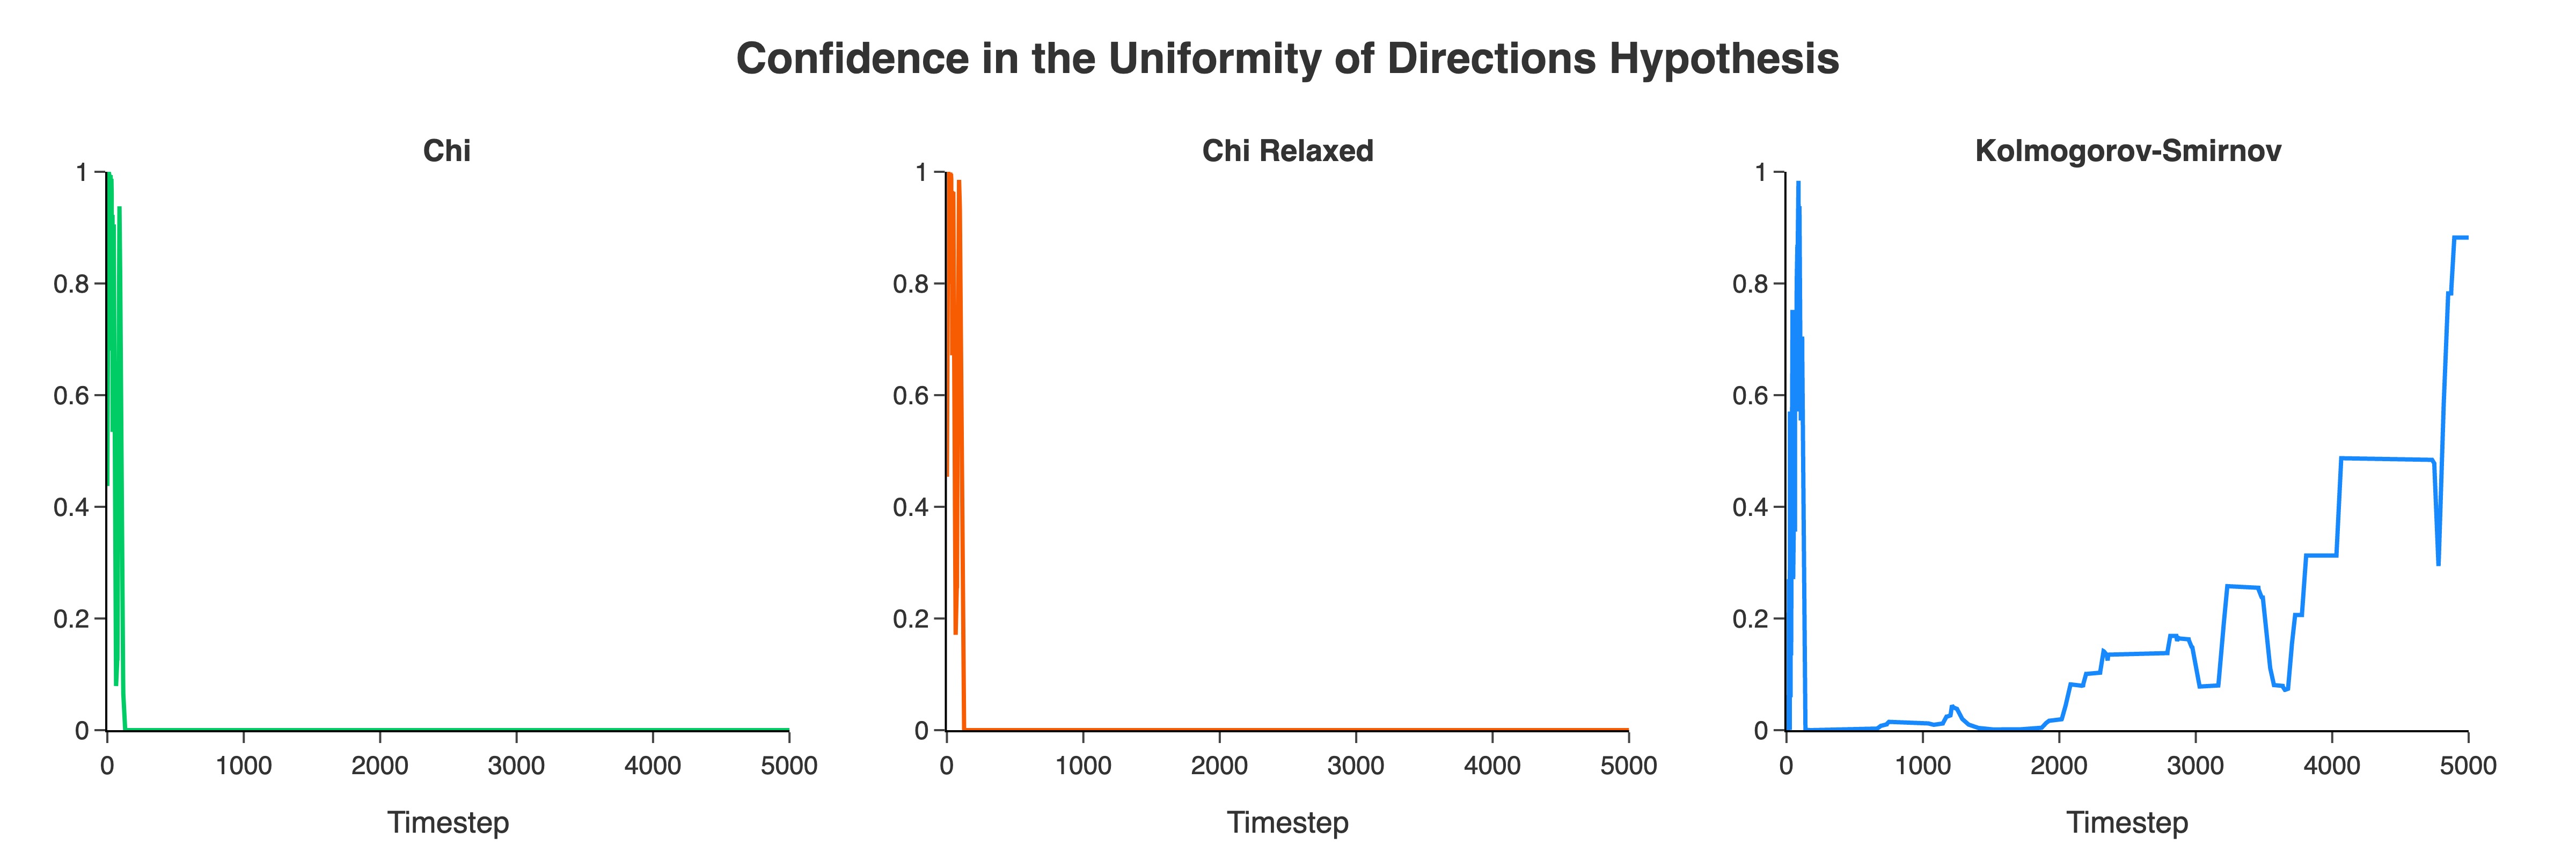 Confidence in the Uniformity of Directions Hypothesis
Chi
1
0.8
0.6
0.4
0.2
0
0 1000 2000 3000 4000 5000
Timestep
Chi Relaxed
1
0.8
0.6
0.4
0.2
0
0 1000 2000 3000 4000 5000
Timestep
Kolmogorov-Smirnov
1
0.8
0.6
0.4
0.2
0
0 1000 2000 3000 4000 5000
Timestep